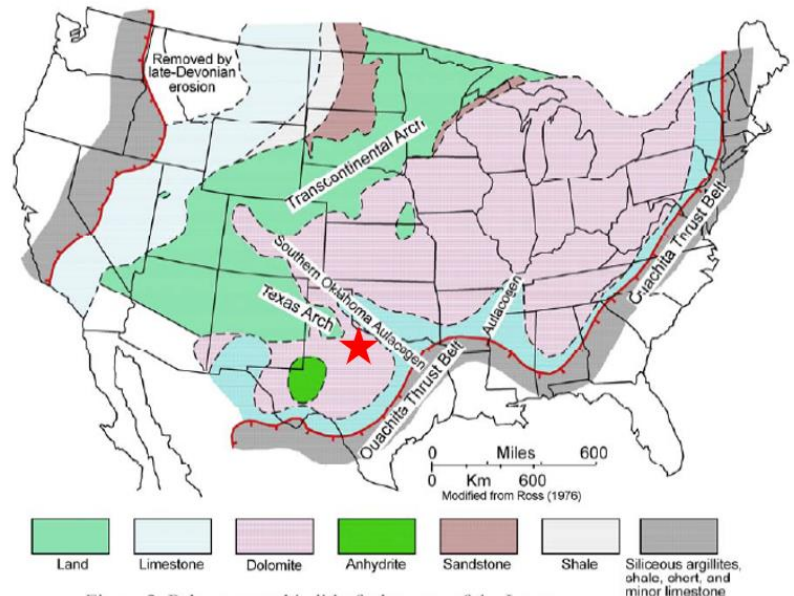 Removed by
late-Devonian
erosion
Transcontinental Arch
Southern Oklahoma Aulacogen
Texas Arch
Aulacogen
Ouachita Thrust Belt
Ouachita Thrust Belt
0 Miles 600
0 Km 600
Modified from Ross (1976)
Land
Limestone
Dolomite
Anhydrite
Sandstone
Shale
Siliceous argillites,
shale, chert, and
minor limestone